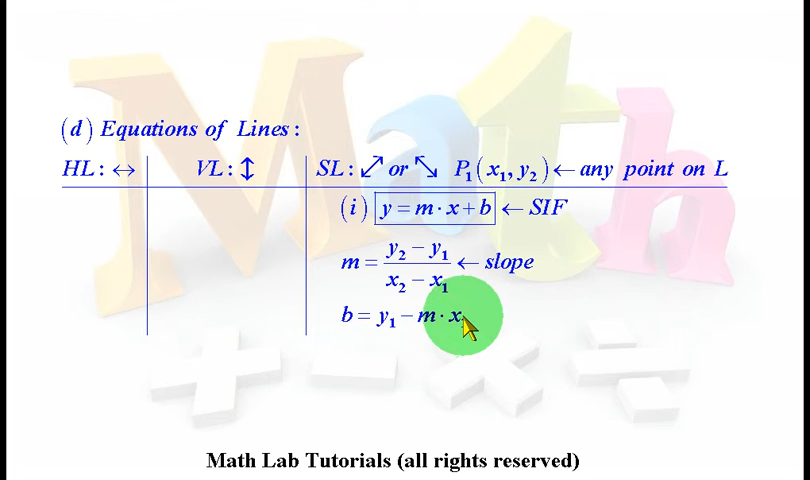 Math
(d) Equations of Lines:
HL: ↔ VL: ↕ SL: ⤢ or ⤡ P₁(x₁, y₂) ← any point on L
(i) y = m · x + b ← SIF
m = (y₂ − y₁) / (x₂ − x₁) ← slope
b = y₁ − m · x
Math Lab Tutorials (all rights reserved)